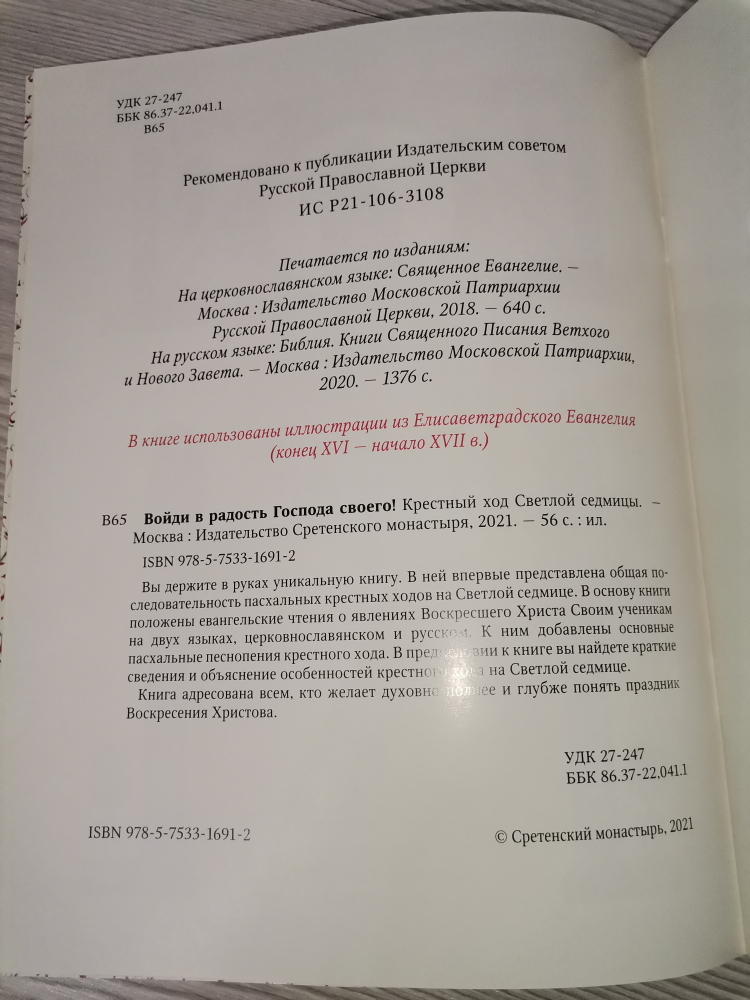 УДК 27-247
ББК 86.37-22,041.1
В65
Рекомендовано к публикации Издательским советом
Русской Православной Церкви
ИС Р21-106-3108
Печатается по изданиям:
На церковнославянском языке: Священное Евангелие. —
Москва : Издательство Московской Патриархии
Русской Православной Церкви, 2018. — 640 с.
На русском языке: Библия. Книги Священного Писания Ветхого
и Нового Завета. — Москва : Издательство Московской Патриархии,
2020. — 1376 с.
В книге использованы иллюстрации из Елисаветградского Евангелия
(конец XVI — начало XVII в.)
В65 Войди в радость Господа своего! Крестный ход Светлой седмицы. –
Москва : Издательство Сретенского монастыря, 2021. — 56 с. : ил.
ISBN 978-5-7533-1691-2
Вы держите в руках уникальную книгу. В ней впервые представлена общая по-
следовательность пасхальных крестных ходов на Светлой седмице. В основу книги
положены евангельские чтения о явлениях Воскресшего Христа Своим ученикам
на двух языках, церковнославянском и русском. К ним добавлены основные
пасхальные песнопения крестного хода. В предисловии к книге вы найдете краткие
сведения и объяснение особенностей крестного хода на Светлой седмице.
Книга адресована всем, кто желает духовно полнее и глубже понять праздник
Воскресения Христова.
УДК 27-247
ББК 86.37-22,041.1
ISBN 978-5-7533-1691-2
© Сретенский монастырь, 2021